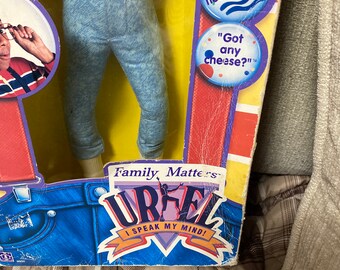 "Got
any
cheese?"
Family Matters
URKEL
I SPEAK MY MIND!